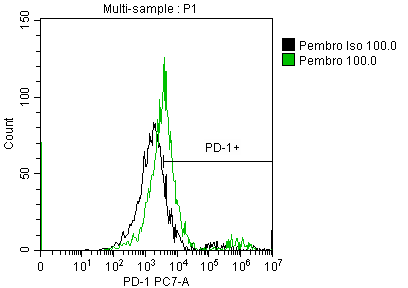 Multi-sample : P1
Pembro Iso 100.0
Pembro 100.0
150
100
50
0
Count
PD-1+
0 10¹ 10² 10³ 10⁴ 10⁵ 10⁶ 10⁷
PD-1 PC7-A